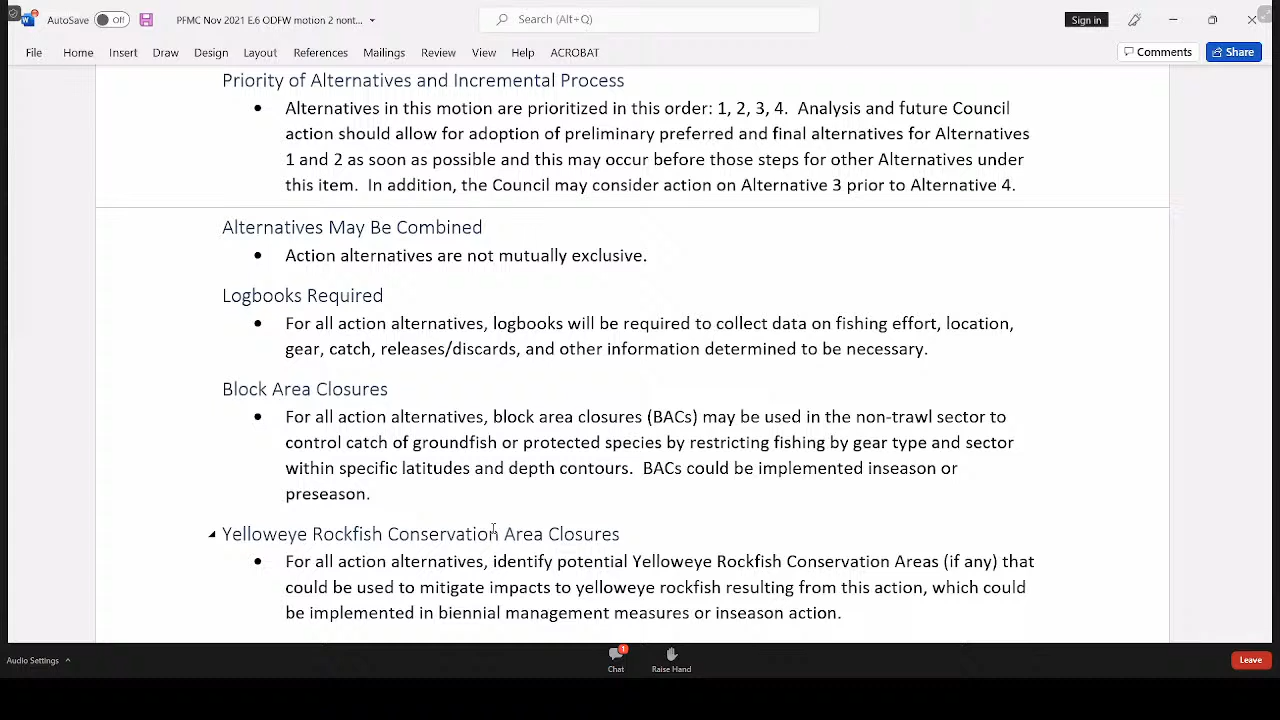 AutoSave Off PFMC Nov 2021 E.6 ODFW motion 2 nont... Search (Alt+Q) Sign in
File Home Insert Draw Design Layout References Mailings Review View Help ACROBAT Comments Share
Priority of Alternatives and Incremental Process
• Alternatives in this motion are prioritized in this order: 1, 2, 3, 4. Analysis and future Council
action should allow for adoption of preliminary preferred and final alternatives for Alternatives
1 and 2 as soon as possible and this may occur before those steps for other Alternatives under
this item. In addition, the Council may consider action on Alternative 3 prior to Alternative 4.
Alternatives May Be Combined
• Action alternatives are not mutually exclusive.
Logbooks Required
• For all action alternatives, logbooks will be required to collect data on fishing effort, location,
gear, catch, releases/discards, and other information determined to be necessary.
Block Area Closures
• For all action alternatives, block area closures (BACs) may be used in the non-trawl sector to
control catch of groundfish or protected species by restricting fishing by gear type and sector
within specific latitudes and depth contours. BACs could be implemented inseason or
preseason.
Yelloweye Rockfish Conservation Area Closures
• For all action alternatives, identify potential Yelloweye Rockfish Conservation Areas (if any) that
could be used to mitigate impacts to yelloweye rockfish resulting from this action, which could
be implemented in biennial management measures or inseason action.
Audio Settings 1 Chat Raise Hand Leave